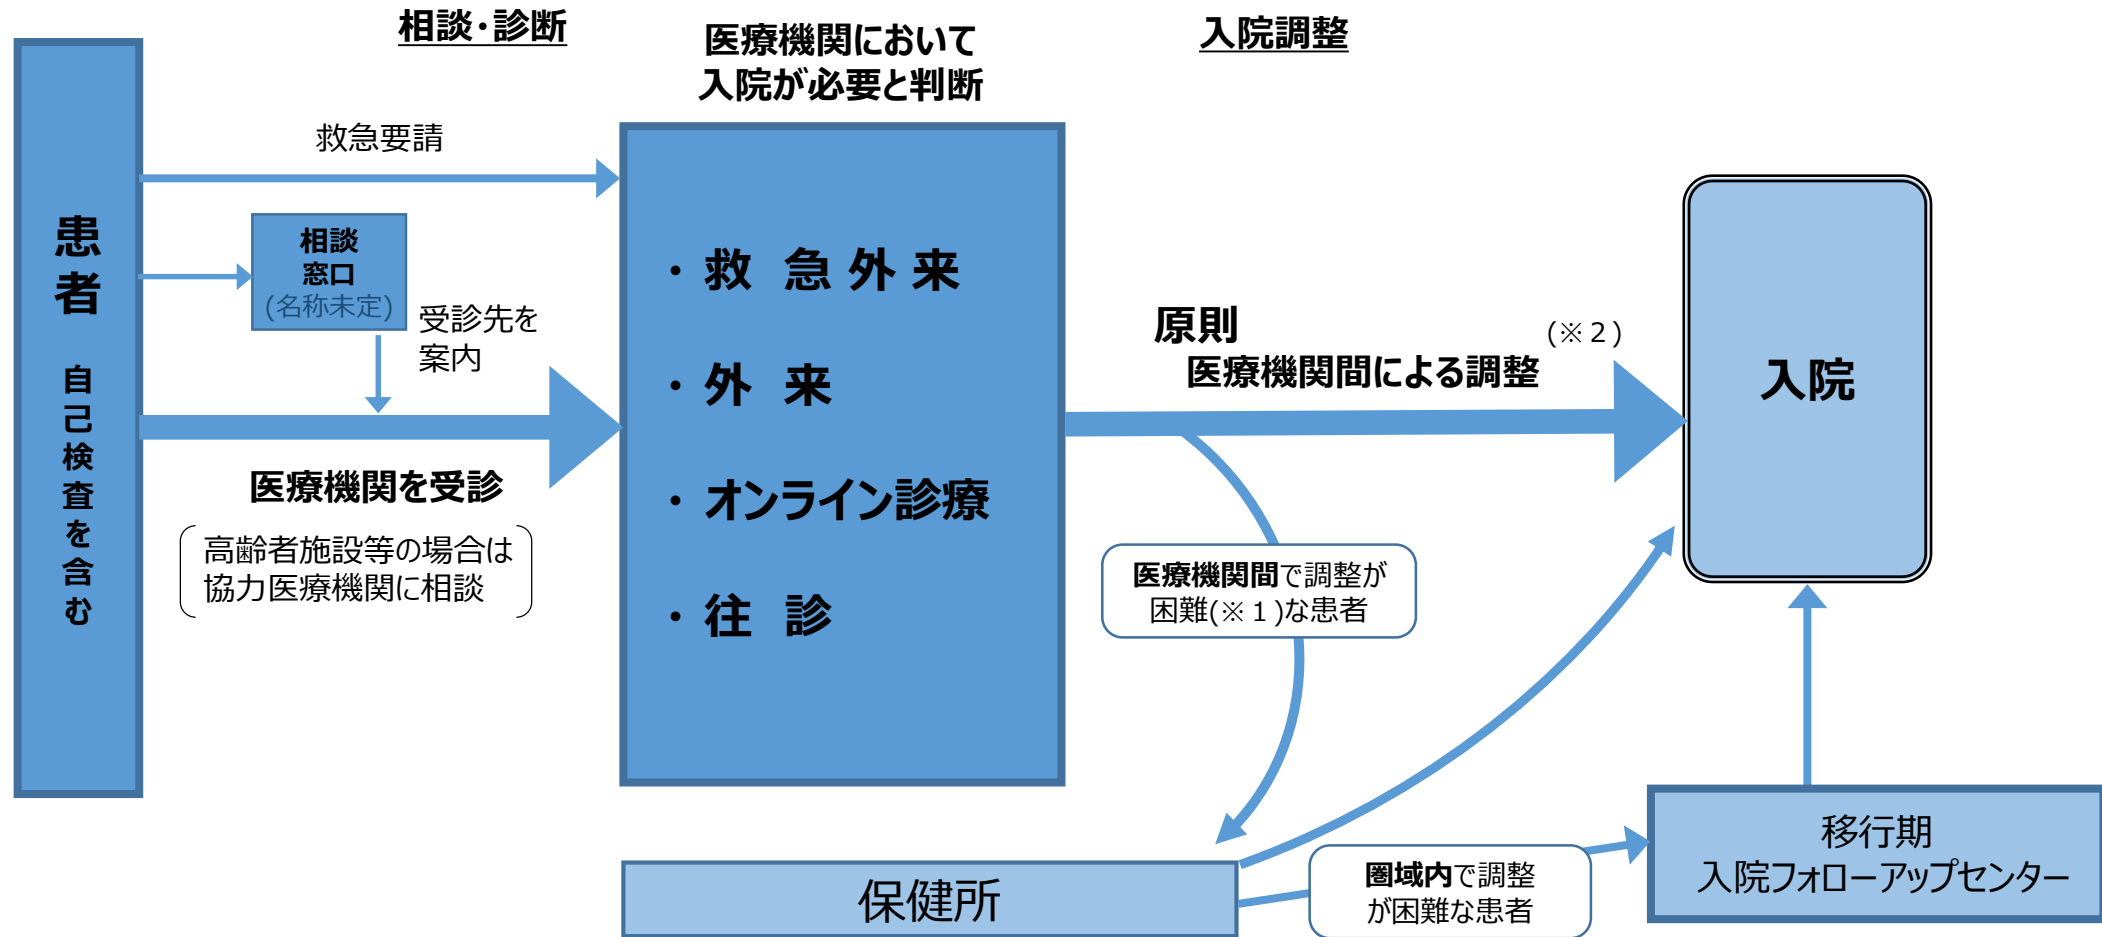 相談・診断
医療機関において
入院が必要と判断
入院調整
患者 自己検査を含む
救急要請
相談
窓口
(名称未定)
受診先を
案内
医療機関を受診
高齢者施設等の場合は
協力医療機関に相談
・救 急 外 来
・外 来
・オンライン診療
・往 診
原則
医療機関間による調整
(※２)
入院
医療機関間で調整が
困難(※１)な患者
保健所
圏域内で調整
が困難な患者
移行期
入院フォローアップセンター